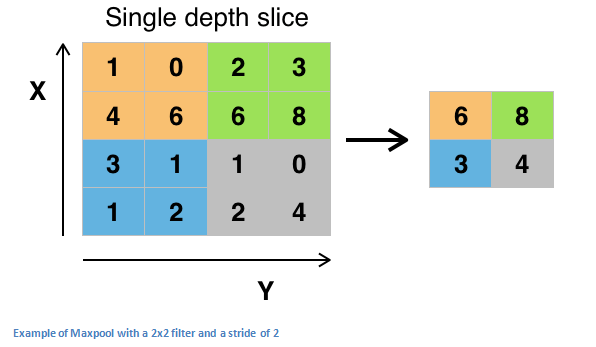 Single depth slice
X
1 0 2 3
4 6 6 8
3 1 1 0
1 2 2 4
6 8
3 4
Y
Example of Maxpool with a 2x2 filter and a stride of 2